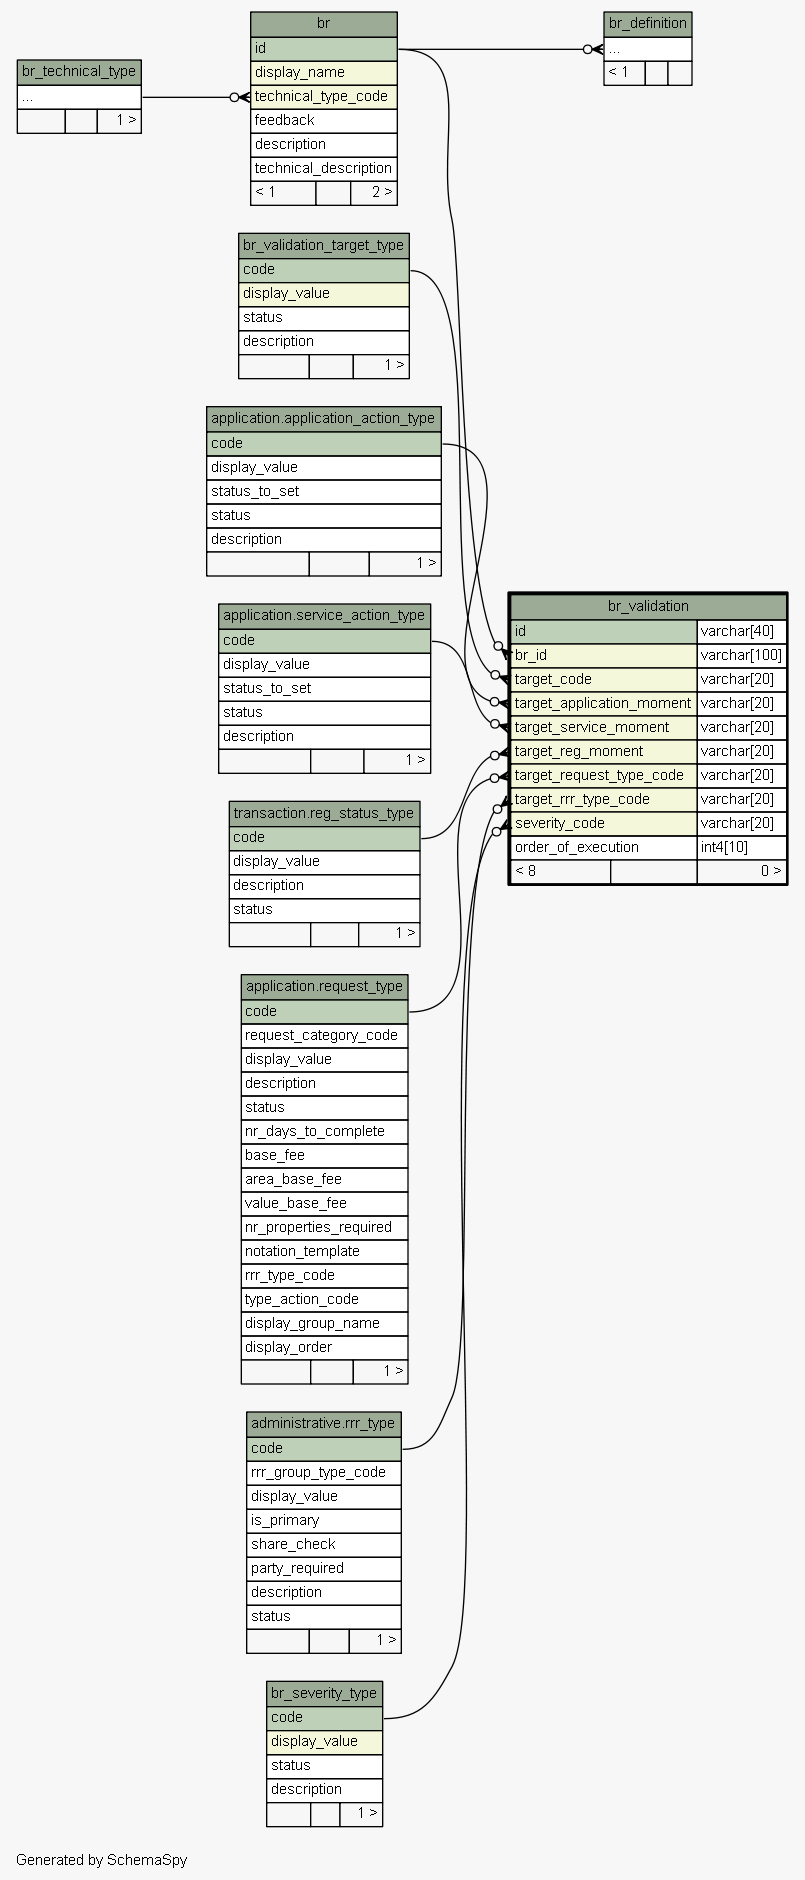 br
id
display_name
technical_type_code
feedback
description
technical_description
< 1 2 >
br_definition
...
< 1
br_technical_type
...
1 >
br_validation_target_type
code
display_value
status
description
1 >
application.application_action_type
code
display_value
status_to_set
status
description
1 >
application.service_action_type
code
display_value
status_to_set
status
description
1 >
br_validation
id varchar[40]
br_id varchar[100]
target_code varchar[20]
target_application_moment varchar[20]
target_service_moment varchar[20]
target_reg_moment varchar[20]
target_request_type_code varchar[20]
target_rrr_type_code varchar[20]
severity_code varchar[20]
order_of_execution int4[10]
< 8 0 >
transaction.reg_status_type
code
display_value
description
status
1 >
application.request_type
code
request_category_code
display_value
description
status
nr_days_to_complete
base_fee
area_base_fee
value_base_fee
nr_properties_required
notation_template
rrr_type_code
type_action_code
display_group_name
display_order
1 >
administrative.rrr_type
code
rrr_group_type_code
display_value
is_primary
share_check
party_required
description
status
1 >
br_severity_type
code
display_value
status
description
1 >
Generated by SchemaSpy